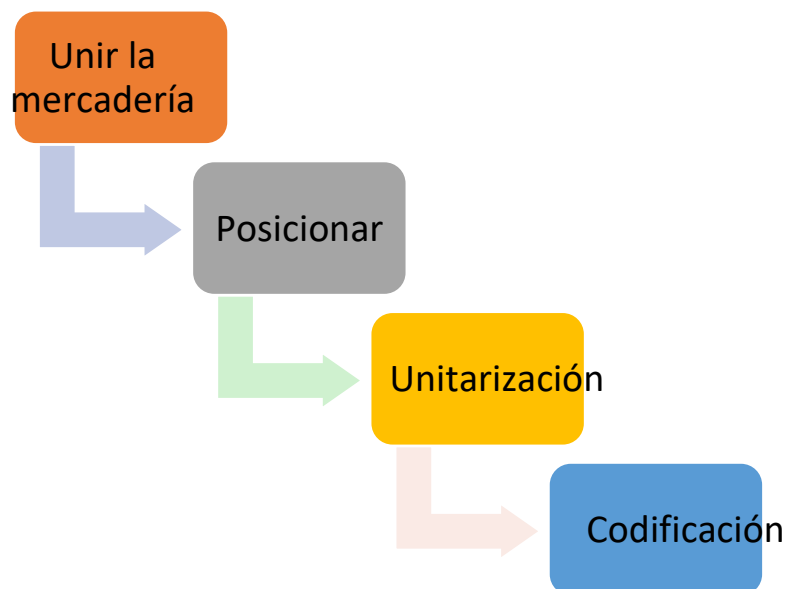 Unir la
mercadería
Posicionar
Unitarización
Codificación